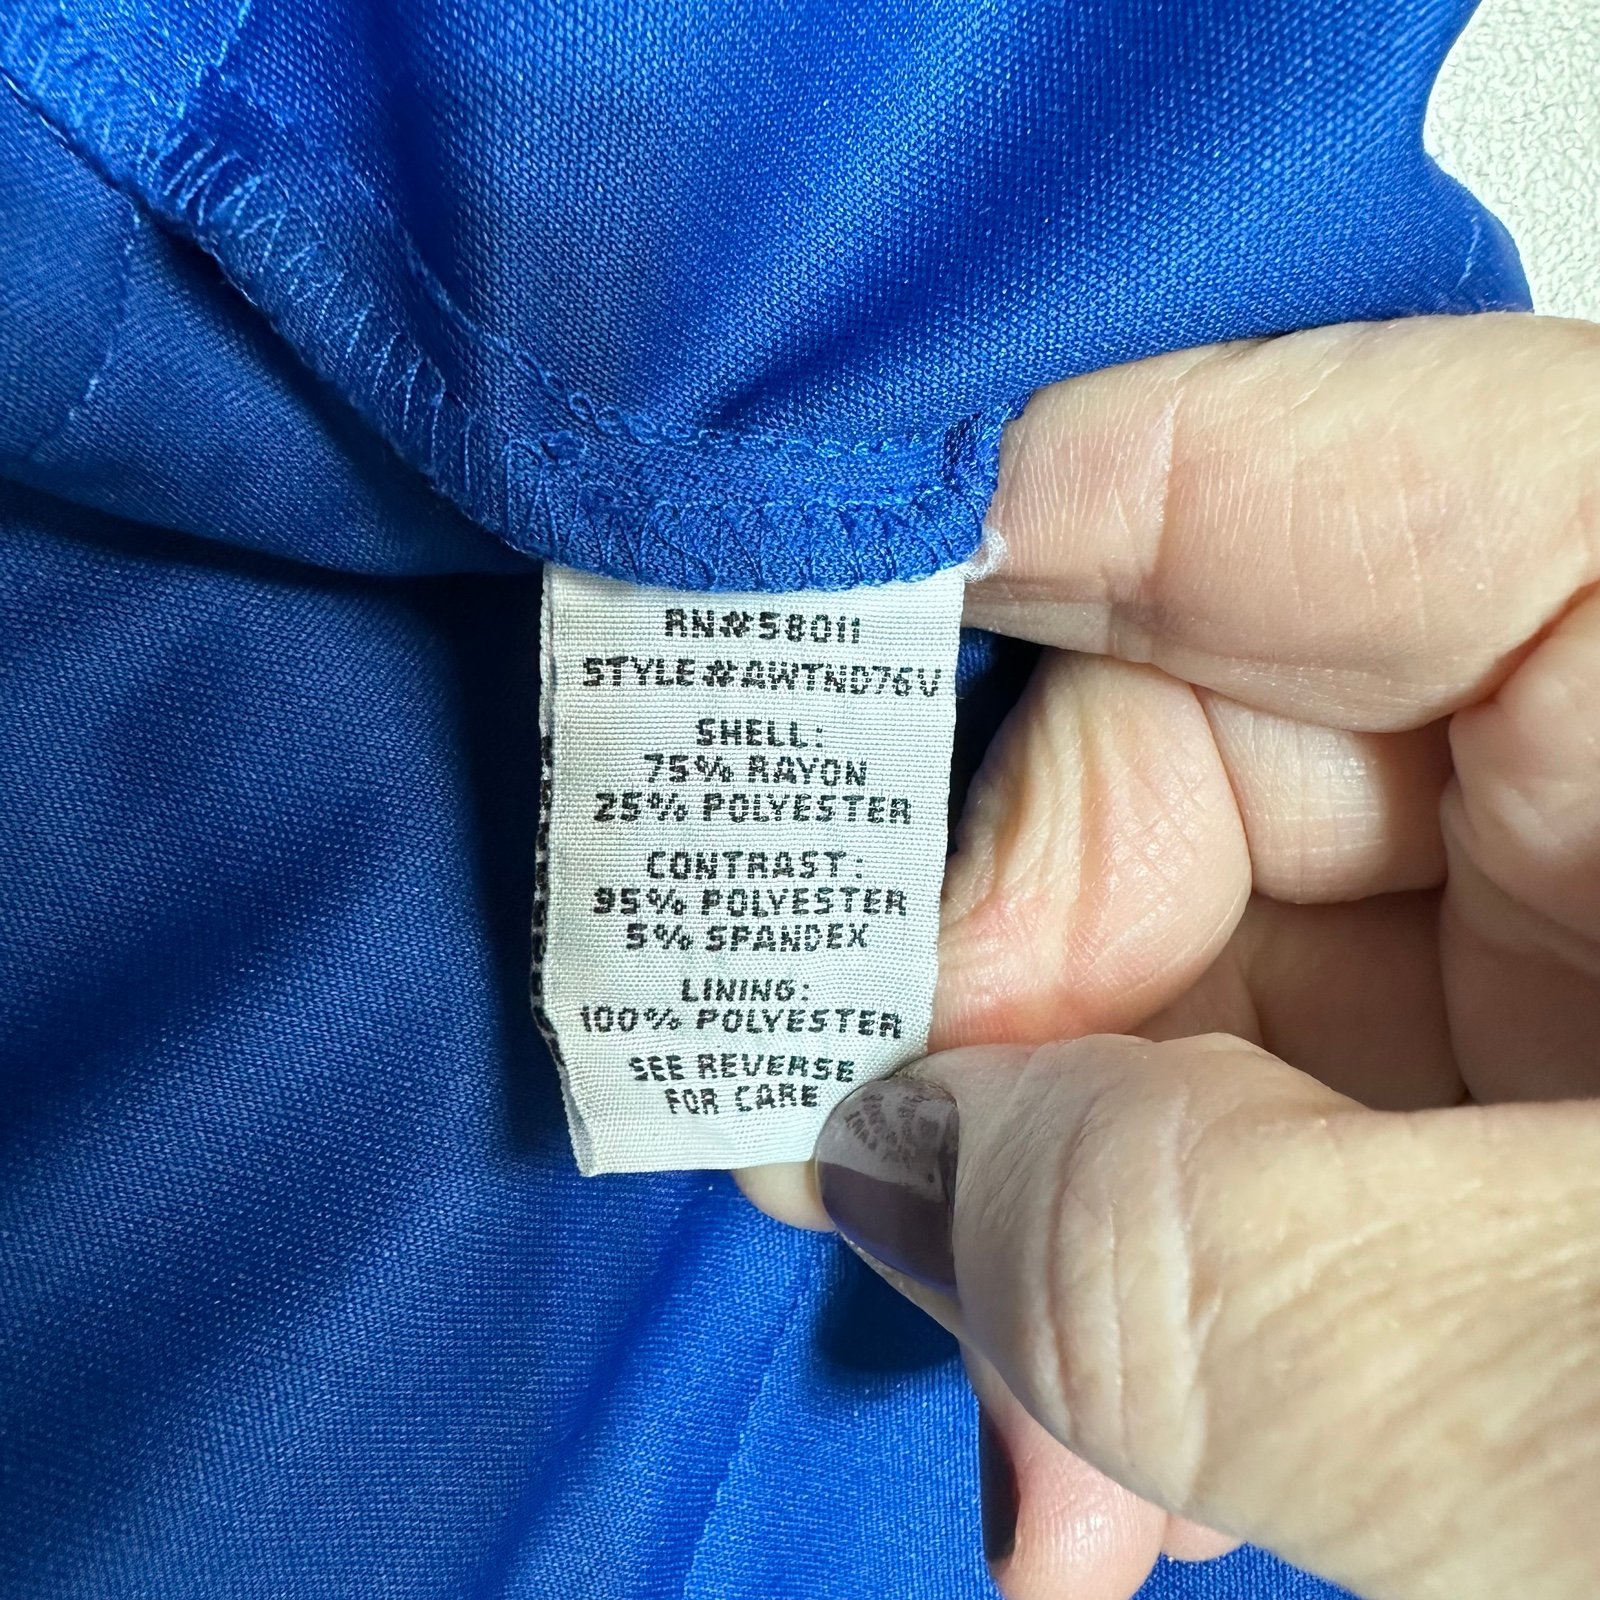 RN#58011
STYLE#AWTND76V
SHELL:
75% RAYON
25% POLYESTER
CONTRAST:
95% POLYESTER
5% SPANDEX
LINING:
100% POLYESTER
SEE REVERSE
FOR CARE